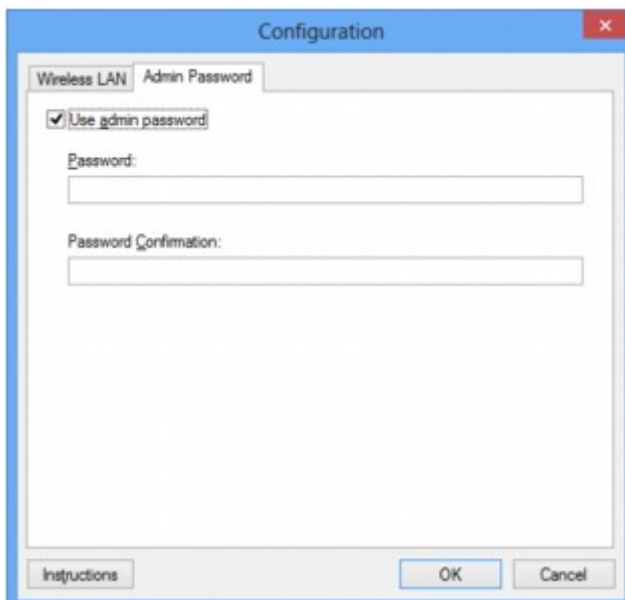 Configuration
Wireless LAN Admin Password
Use admin password
Password:
Password Confirmation:
Instructions OK Cancel